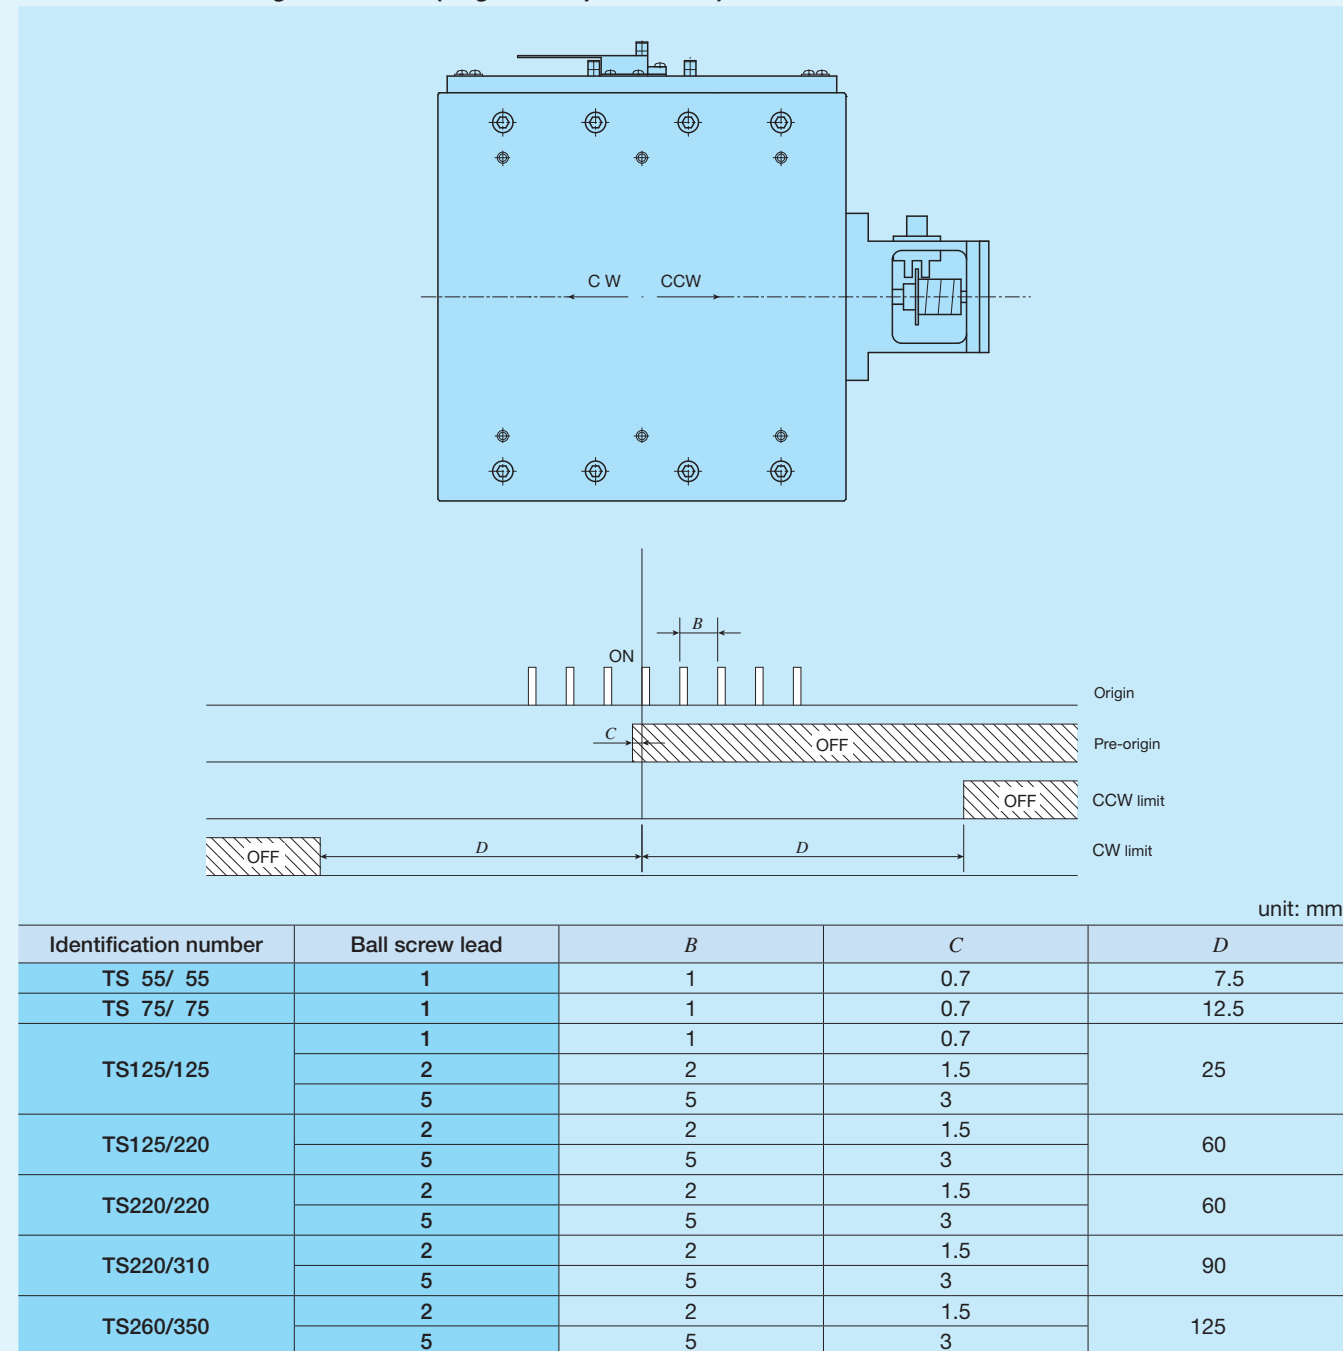 C W CCW
B
ON
Origin
C
OFF
Pre-origin
OFF
CCW limit
OFF
D
D
CW limit
unit: mm
Identification number Ball screw lead B C D
TS 55/ 55 1 1 0.7 7.5
TS 75/ 75 1 1 0.7 12.5
1 1 0.7
TS125/125 2 2 1.5 25
5 5 3
TS125/220 2 2 1.5 60
5 5 3
TS220/220 2 2 1.5 60
5 5 3
TS220/310 2 2 1.5 90
5 5 3
TS260/350 2 2 1.5 125
5 5 3